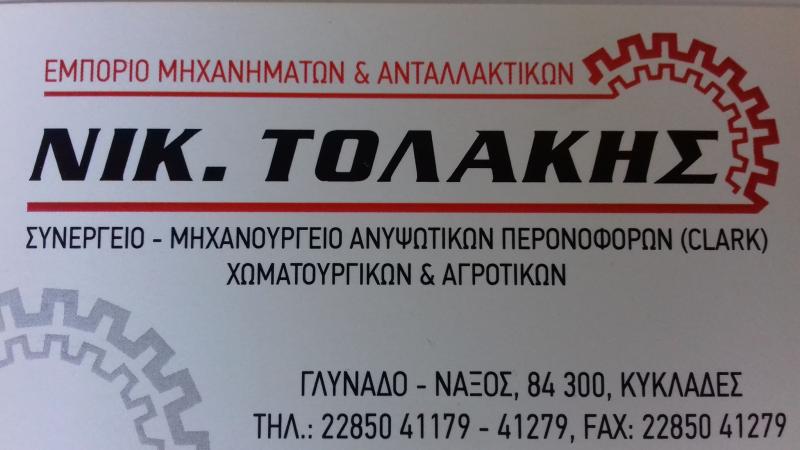 ΕΜΠΟΡΙΟ ΜΗΧΑΝΗΜΑΤΩΝ & ΑΝΤΑΛΛΑΚΤΙΚΩΝ
ΝΙΚ. ΤΟΛΑΚΗΣ
ΣΥΝΕΡΓΕΙΟ - ΜΗΧΑΝΟΥΡΓΕΙΟ ΑΝΥΨΩΤΙΚΩΝ ΠΕΡΟΝΟΦΟΡΩΝ (CLARK)
ΧΩΜΑΤΟΥΡΓΙΚΩΝ & ΑΓΡΟΤΙΚΩΝ
ΓΛΥΝΑΔΟ - ΝΑΞΟΣ, 84 300, ΚΥΚΛΑΔΕΣ
ΤΗΛ.: 22850 41179 - 41279, FAX: 22850 41279